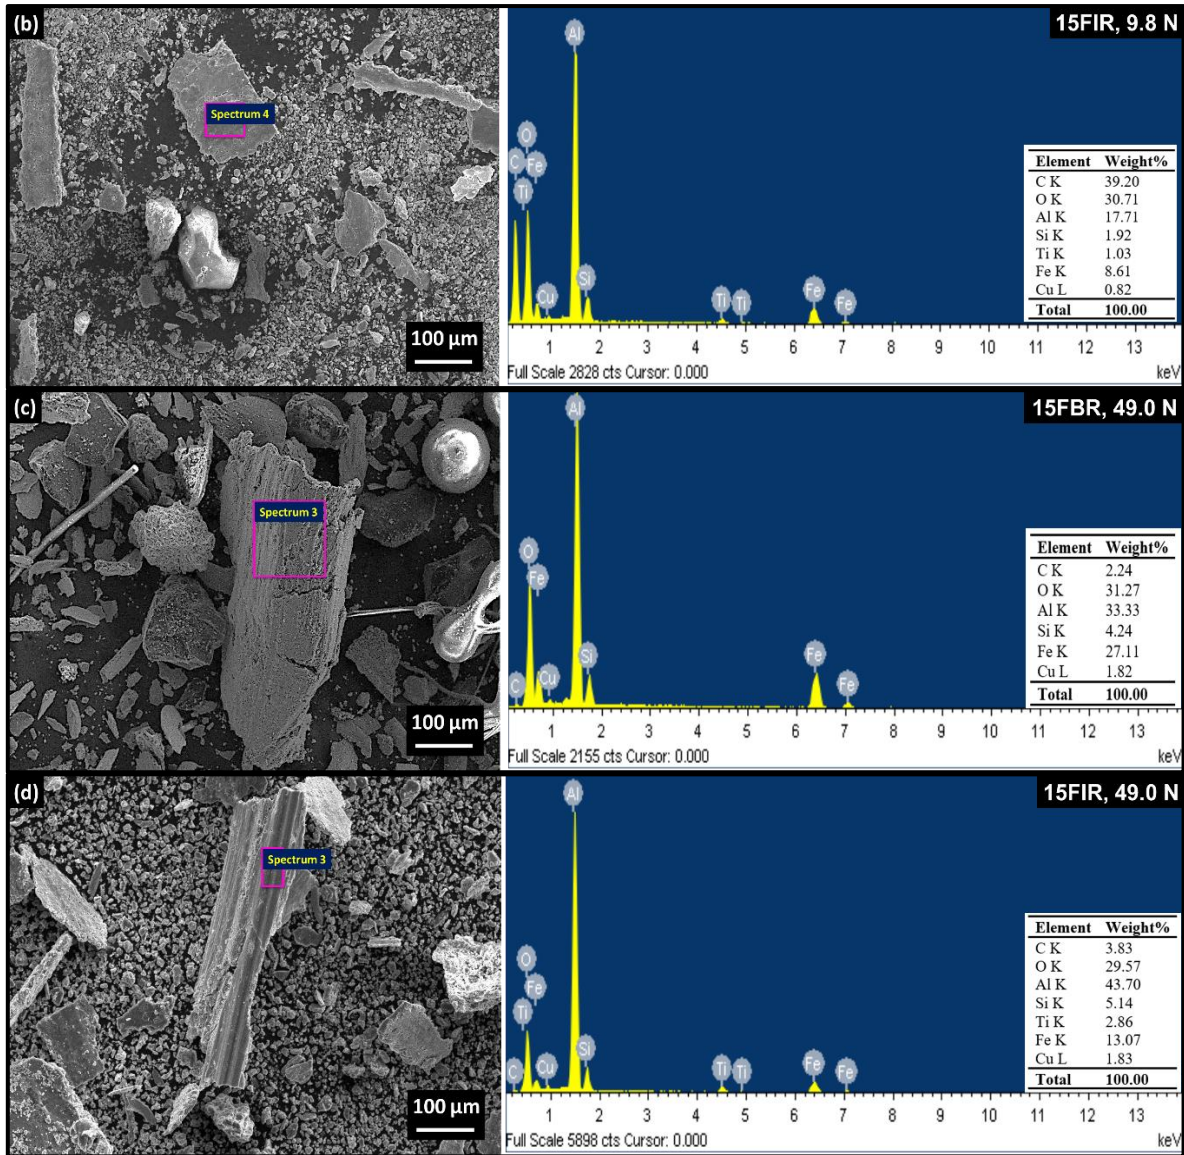 (b)
15FIR, 9.8 N
Spectrum 4
100 µm
Al
O
C
Fe
Ti
Cu
Si
Ti
Ti
Fe
Fe
Element Weight%
C K 39.20
O K 30.71
Al K 17.71
Si K 1.92
Ti K 1.03
Fe K 8.61
Cu L 0.82
Total 100.00
1 2 3 4 5 6 7 8 9 10 11 12 13
Full Scale 2828 cts Cursor: 0.000 keV
(c)
15FBR, 49.0 N
Spectrum 3
100 µm
Al
O
Fe
C
Cu
Si
Fe
Fe
Element Weight%
C K 2.24
O K 31.27
Al K 33.33
Si K 4.24
Fe K 27.11
Cu L 1.82
Total 100.00
1 2 3 4 5 6 7 8 9 10 11 12 13
Full Scale 2155 cts Cursor: 0.000 keV
(d)
15FIR, 49.0 N
Spectrum 3
100 µm
Al
O
Fe
Ti
C
Cu
Si
Ti
Ti
Fe
Fe
Element Weight%
C K 3.83
O K 29.57
Al K 43.70
Si K 5.14
Ti K 2.86
Fe K 13.07
Cu L 1.83
Total 100.00
1 2 3 4 5 6 7 8 9 10 11 12 13
Full Scale 5898 cts Cursor: 0.000 keV